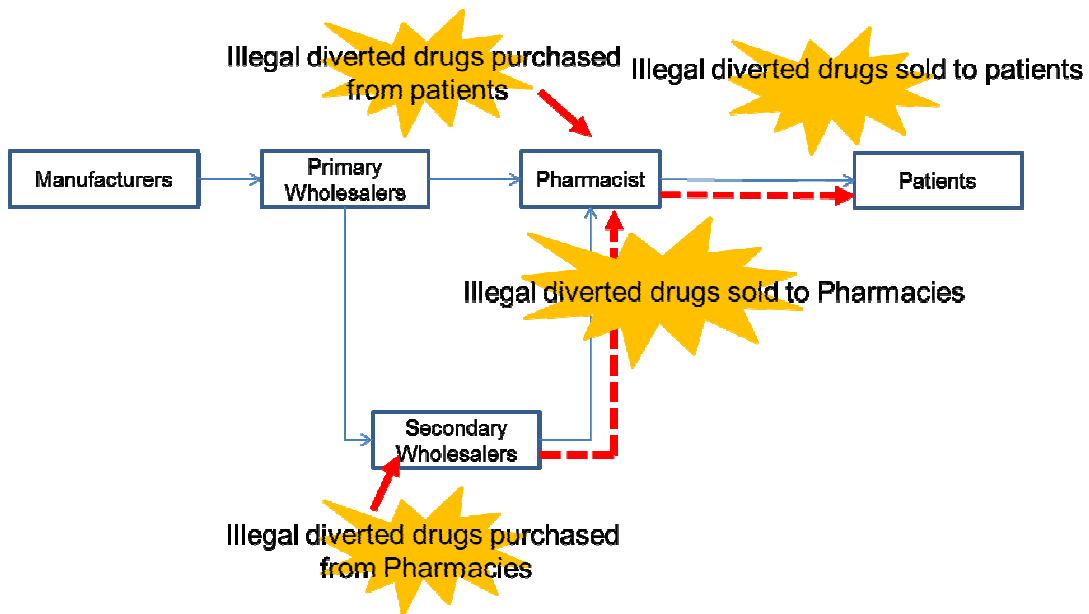 Illegal diverted drugs purchased
from patients
Illegal diverted drugs sold to patients
Manufacturers
Primary
Wholesalers
Pharmacist
Patients
Illegal diverted drugs sold to Pharmacies
Secondary
Wholesalers
Illegal diverted drugs purchased
from Pharmacies